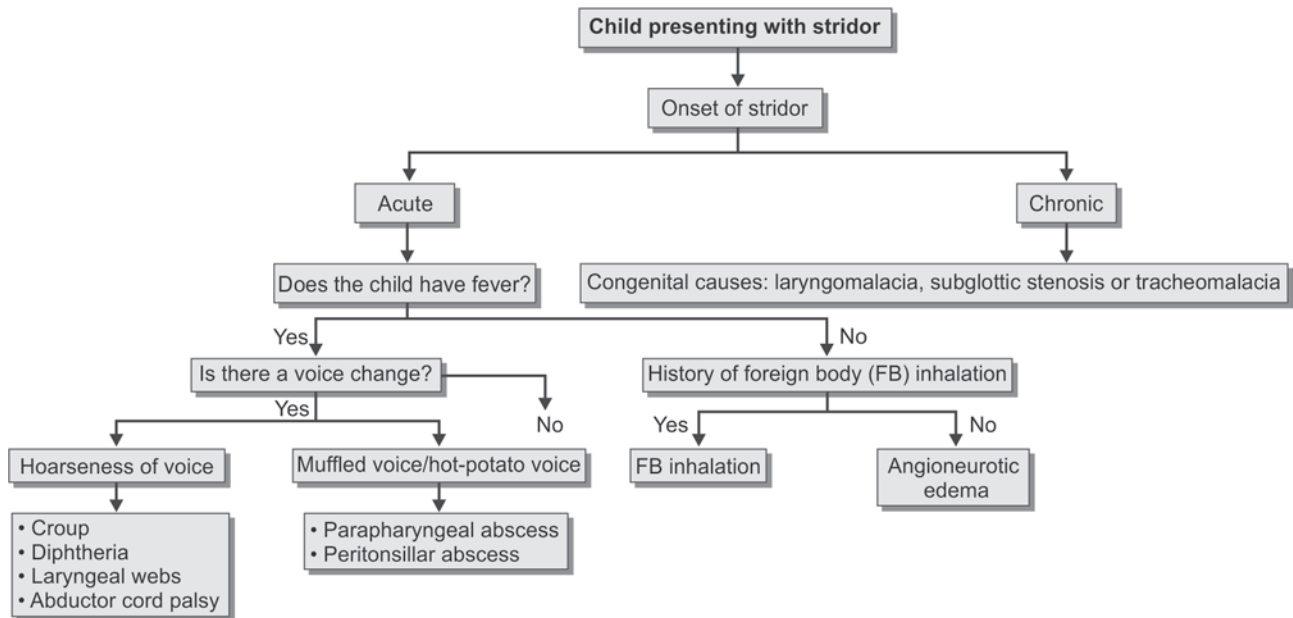 Child presenting with stridor
Onset of stridor
Acute
Chronic
Does the child have fever?
Congenital causes: laryngomalacia, subglottic stenosis or tracheomalacia
Yes
No
Is there a voice change?
History of foreign body (FB) inhalation
Yes
No
Yes
No
Hoarseness of voice
Muffled voice/hot-potato voice
FB inhalation
Angioneurotic
edema
• Croup
• Diphtheria
• Laryngeal webs
• Abductor cord palsy
• Parapharyngeal abscess
• Peritonsillar abscess